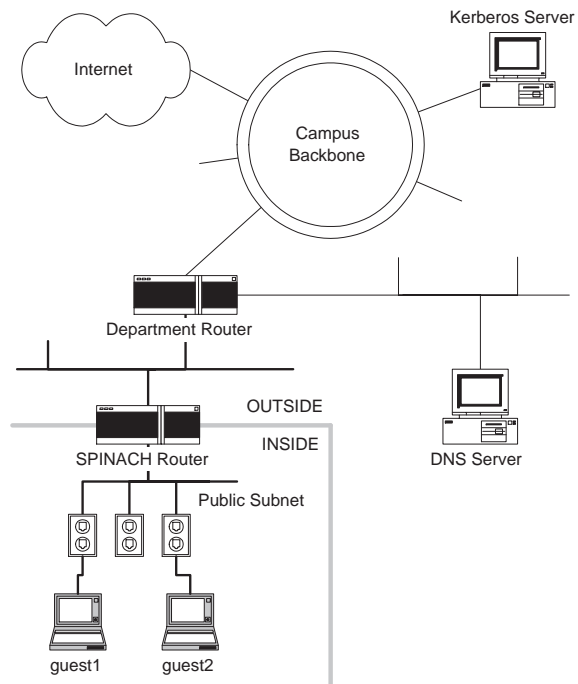 Kerberos Server
Internet
Campus
Backbone
Department Router
OUTSIDE
SPINACH Router
INSIDE
DNS Server
Public Subnet
guest1
guest2